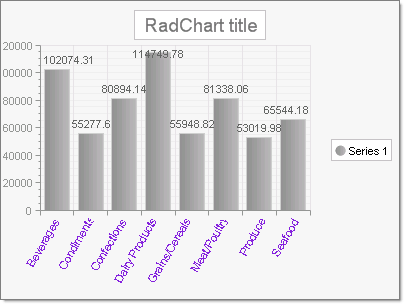 RadChart title
20000
100000
80000
60000
40000
20000
0
102074.31
55277.6
80894.14
114749.78
55948.82
81338.06
53019.98
65544.18
Series 1
Beverages
Condiments
Confections
Dairy Products
Grains/Cereals
Meat/Poultry
Produce
Seafood